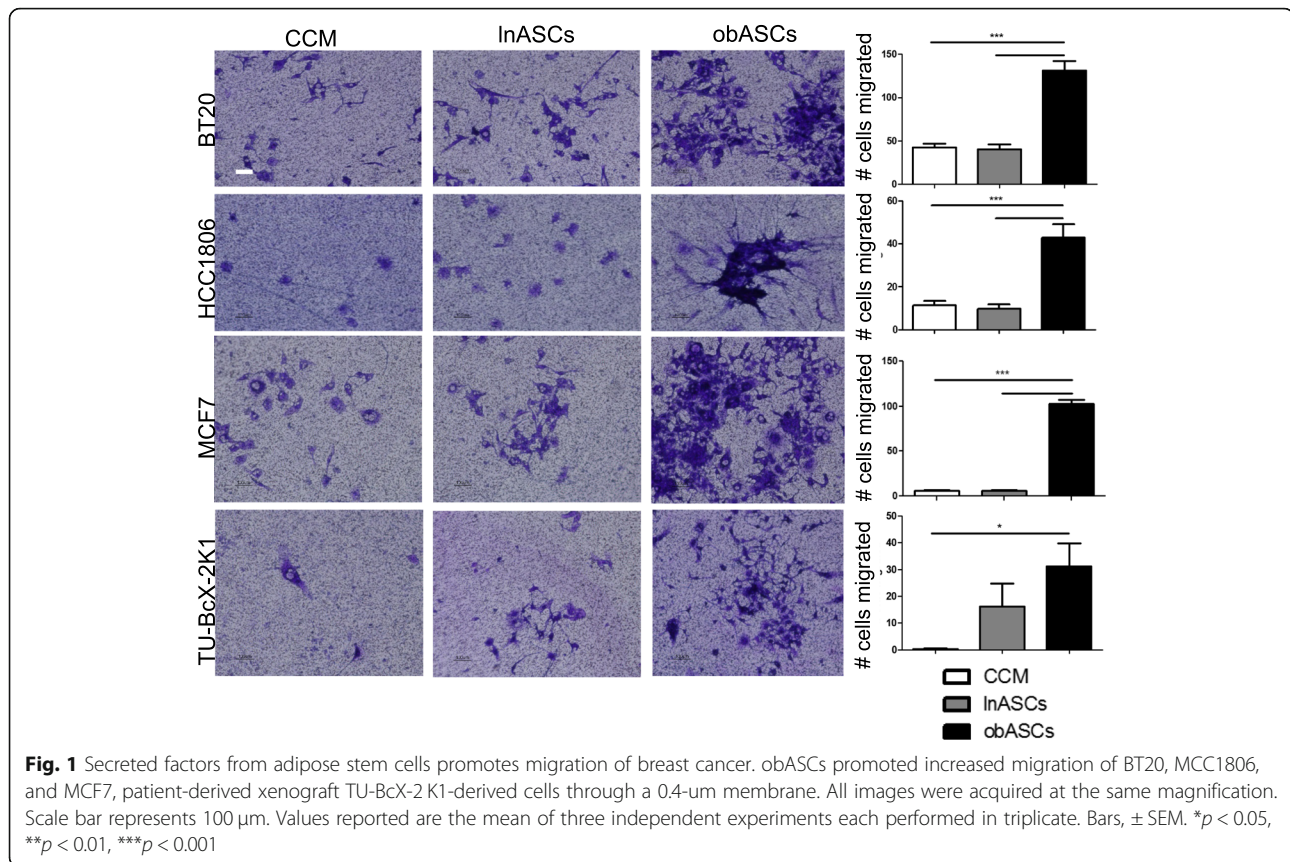 CCM lnASCs obASCs
BT20
# cells migrated
150
100
50
0
***
HCC1806
# cells migrated
60
40
20
0
***
MCF7
# cells migrated
150
100
50
0
***
TU-BcX-2K1
# cells migrated
50
40
30
20
10
0
*
CCM
lnASCs
obASCs
Fig. 1 Secreted factors from adipose stem cells promotes migration of breast cancer. obASCs promoted increased migration of BT20, MCC1806,
and MCF7, patient-derived xenograft TU-BcX-2 K1-derived cells through a 0.4-um membrane. All images were acquired at the same magnification.
Scale bar represents 100 μm. Values reported are the mean of three independent experiments each performed in triplicate. Bars, ± SEM. *p < 0.05,
**p < 0.01, ***p < 0.001